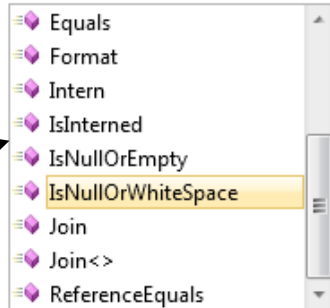 Equals
Format
Intern
IsInterned
IsNullOrEmpty
IsNullOrWhiteSpace
Join
Join<>
ReferenceEquals